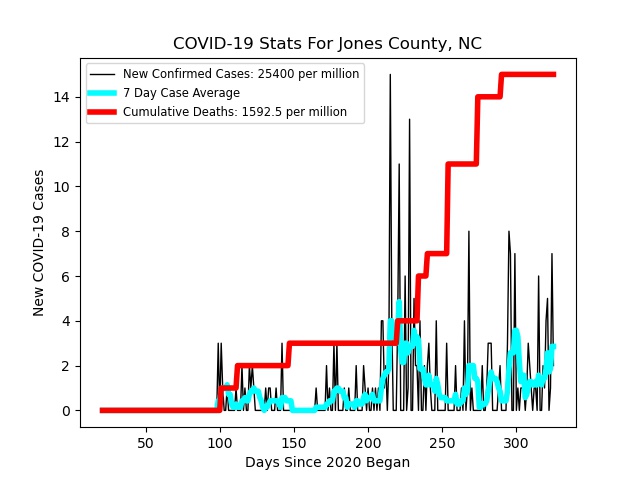 COVID-19 Stats For Jones County, NC
New Confirmed Cases: 25400 per million
7 Day Case Average
Cumulative Deaths: 1592.5 per million
New COVID-19 Cases
14
12
10
8
6
4
2
0
50 100 150 200 250 300
Days Since 2020 Began